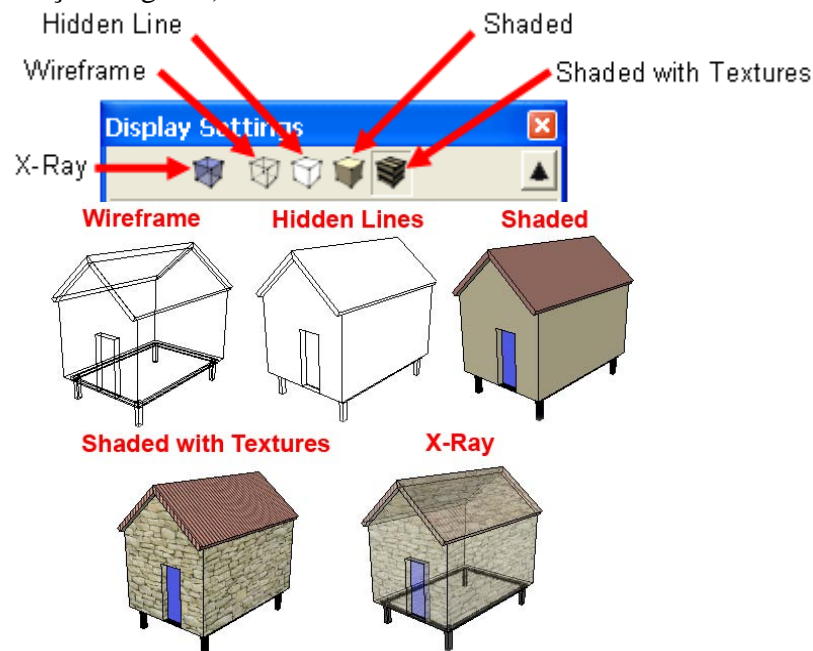 Hidden Line
Shaded
Wireframe
Shaded with Textures
Display Settings
X-Ray
Wireframe
Hidden Lines
Shaded
Shaded with Textures
X-Ray